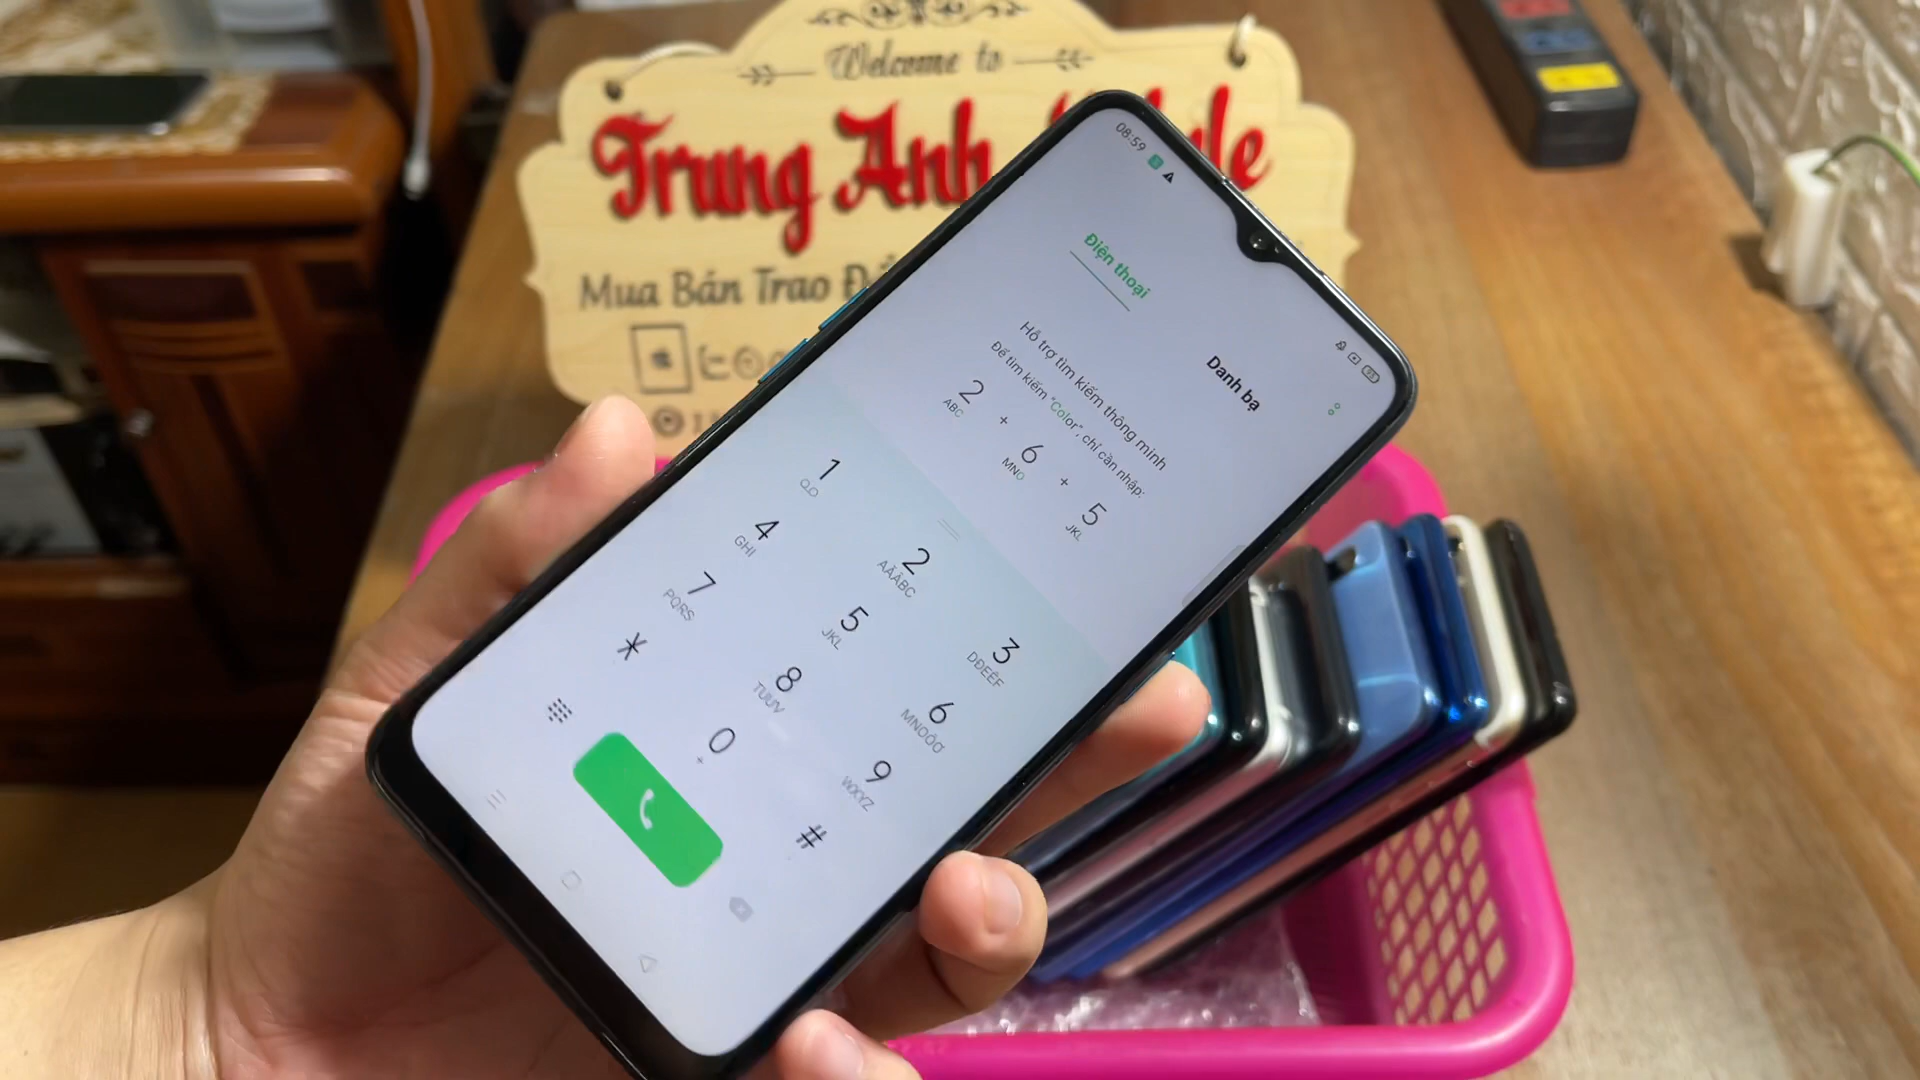 Welcome to
Trung Anh
Mua Bán Trao
08:59
Điện thoại
Danh bạ
Hỗ trợ tìm kiếm thông minh
Để tìm kiếm "Color", chỉ cần nhập:
2 + 6 + 5
ABC MNO JKL
1 2 3
AĂÂBC DĐEÊF
4 5 6
GHI JKL MNOÔƠ
7 8 9
PQRS TUƯV WXYZ
* 0 #
+